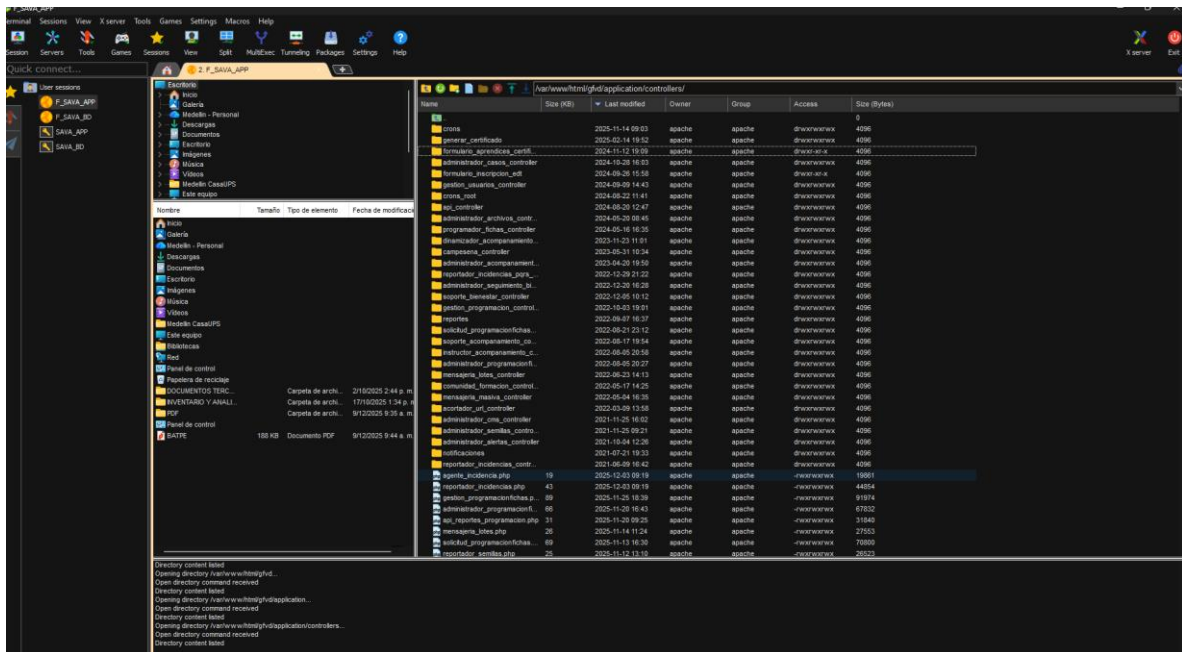 F_SAVA_APP
Terminal Sessions View X server Tools Games Settings Macros Help
Session Servers Tools Games Sessions View Split MultiExec Tunneling Packages Settings Help X server Exit
Quick connect...
2. F_SAVA_APP
User sessions
F_SAVA_APP
F_SAVA_BD
SAVA_APP
SAVA_BD
Escritorio
Inicio
Galería
Medellin - Personal
Descargas
Documentos
Escritorio
Imágenes
Música
Vídeos
Medellin CasaUPS
Este equipo
Nombre Tamaño Tipo de elemento Fecha de modificaci
Inicio
Galería
Medellin - Personal
Descargas
Documentos
Escritorio
Imágenes
Música
Vídeos
Medellin CasaUPS
Este equipo
Bibliotecas
Red
Panel de control
Papelera de reciclaje
DOCUMENTOS TERC... Carpeta de archi... 2/10/2025 2:44 p. m.
INVENTARIO Y ANALI... Carpeta de archi... 17/10/2025 1:34 p. m
PDF Carpeta de archi... 9/12/2025 9:35 a. m.
Panel de control
BATPE 188 KB Documento PDF 9/12/2025 9:44 a. m.
/var/www/html/gfvd/application/controllers/
Name Size (KB) Last modified Owner Group Access Size (Bytes)
.. 0
crons 2025-11-14 09:03 apache apache drwxrwxrwx 4096
generar_certificado 2025-02-14 19:52 apache apache drwxrwxrwx 4096
formulario_aprendices_certifi... 2024-11-12 19:09 apache apache drwxr-xr-x 4096
administrador_casos_controller 2024-10-28 16:03 apache apache drwxrwxrwx 4096
formulario_inscripcion_edt 2024-09-26 15:58 apache apache drwxr-xr-x 4096
gestion_usuarios_controller 2024-09-09 14:43 apache apache drwxrwxrwx 4096
crons_root 2024-08-22 11:41 apache apache drwxrwxrwx 4096
api_controller 2024-08-20 12:47 apache apache drwxrwxrwx 4096
administrador_archivos_contr... 2024-05-20 08:45 apache apache drwxrwxrwx 4096
programador_fichas_controller 2024-05-16 16:35 apache apache drwxrwxrwx 4096
dinamizador_acompanamiento... 2023-11-23 11:01 apache apache drwxrwxrwx 4096
campesena_controller 2023-05-31 10:34 apache apache drwxrwxrwx 4096
administrador_acompanamient... 2023-04-20 19:50 apache apache drwxrwxrwx 4096
reportador_incidencias_pqrs_... 2022-12-29 21:22 apache apache drwxrwxrwx 4096
administrador_seguimiento_bi... 2022-12-20 16:28 apache apache drwxrwxrwx 4096
soporte_bienestar_controller 2022-12-05 10:12 apache apache drwxrwxrwx 4096
gestion_programacion_control... 2022-10-03 19:01 apache apache drwxrwxrwx 4096
reportes 2022-09-07 16:37 apache apache drwxrwxrwx 4096
solicitud_programacionfichas... 2022-08-21 23:12 apache apache drwxrwxrwx 4096
soporte_acompanamiento_co... 2022-08-17 19:54 apache apache drwxrwxrwx 4096
instructor_acompanamiento_c... 2022-08-05 20:58 apache apache drwxrwxrwx 4096
administrador_programacionfi... 2022-08-05 20:27 apache apache drwxrwxrwx 4096
mensajeria_lotes_controller 2022-06-23 14:13 apache apache drwxrwxrwx 4096
comunidad_formacion_control... 2022-05-17 14:25 apache apache drwxrwxrwx 4096
mensajeria_masiva_controller 2022-05-04 16:35 apache apache drwxrwxrwx 4096
acortador_url_controller 2022-03-09 13:58 apache apache drwxrwxrwx 4096
administrador_cms_controller 2021-11-25 16:02 apache apache drwxrwxrwx 4096
administrador_semillas_contro... 2021-11-25 09:21 apache apache drwxrwxrwx 4096
administrador_alertas_controller 2021-10-04 12:26 apache apache drwxrwxrwx 4096
notificaciones 2021-07-21 19:33 apache apache drwxrwxrwx 4096
reportador_incidencias_contr... 2021-06-09 16:42 apache apache drwxrwxrwx 4096
agente_incidencia.php 19 2025-12-03 09:19 apache apache -rwxrwxrwx 19861
reportador_incidencias.php 43 2025-12-03 09:19 apache apache -rwxrwxrwx 44854
gestion_programacionfichas.p... 89 2025-11-25 18:39 apache apache -rwxrwxrwx 91974
administrador_programacionfi... 66 2025-11-20 16:43 apache apache -rwxrwxrwx 67832
api_reportes_programacion.php 31 2025-11-20 09:25 apache apache -rwxrwxrwx 31840
mensajeria_lotes.php 26 2025-11-14 11:24 apache apache -rwxrwxrwx 27553
solicitud_programacionfichas... 69 2025-11-13 16:30 apache apache -rwxrwxrwx 70800
reportador_semillas.php 25 2025-11-12 13:10 apache apache -rwxrwxrwx 26523
Directory content listed
Opening directory /var/www/html/gfvd...
Open directory command received
Directory content listed
Opening directory /var/www/html/gfvd/application...
Open directory command received
Directory content listed
Opening directory /var/www/html/gfvd/application/controllers...
Open directory command received
Directory content listed